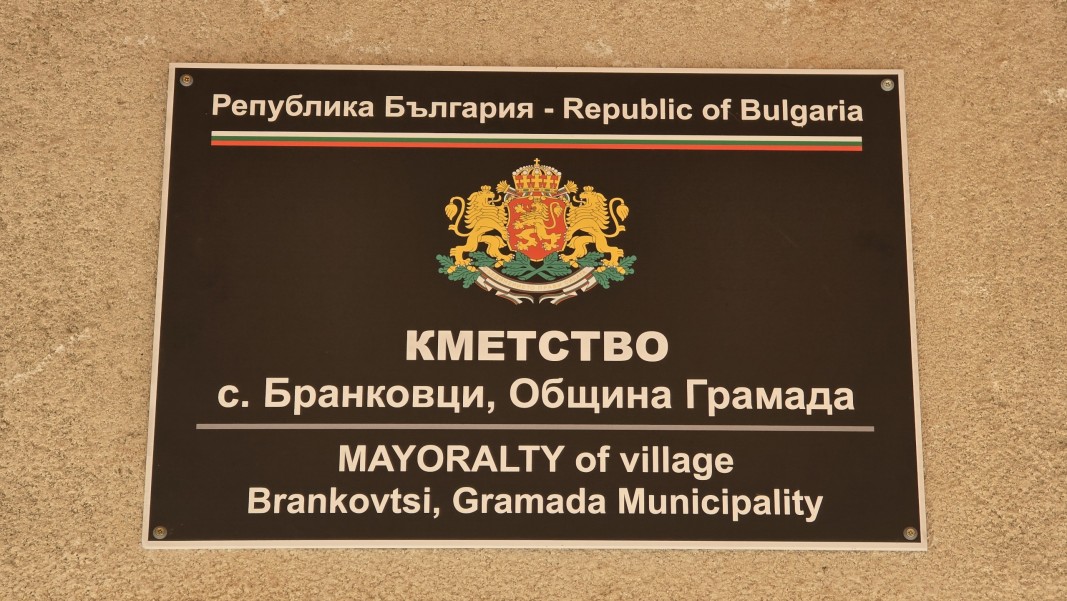 Република България - Republic of Bulgaria
КМЕТСТВО
с. Бранковци, Община Грамада
MAYORALTY of village
Brankovtsi, Gramada Municipality